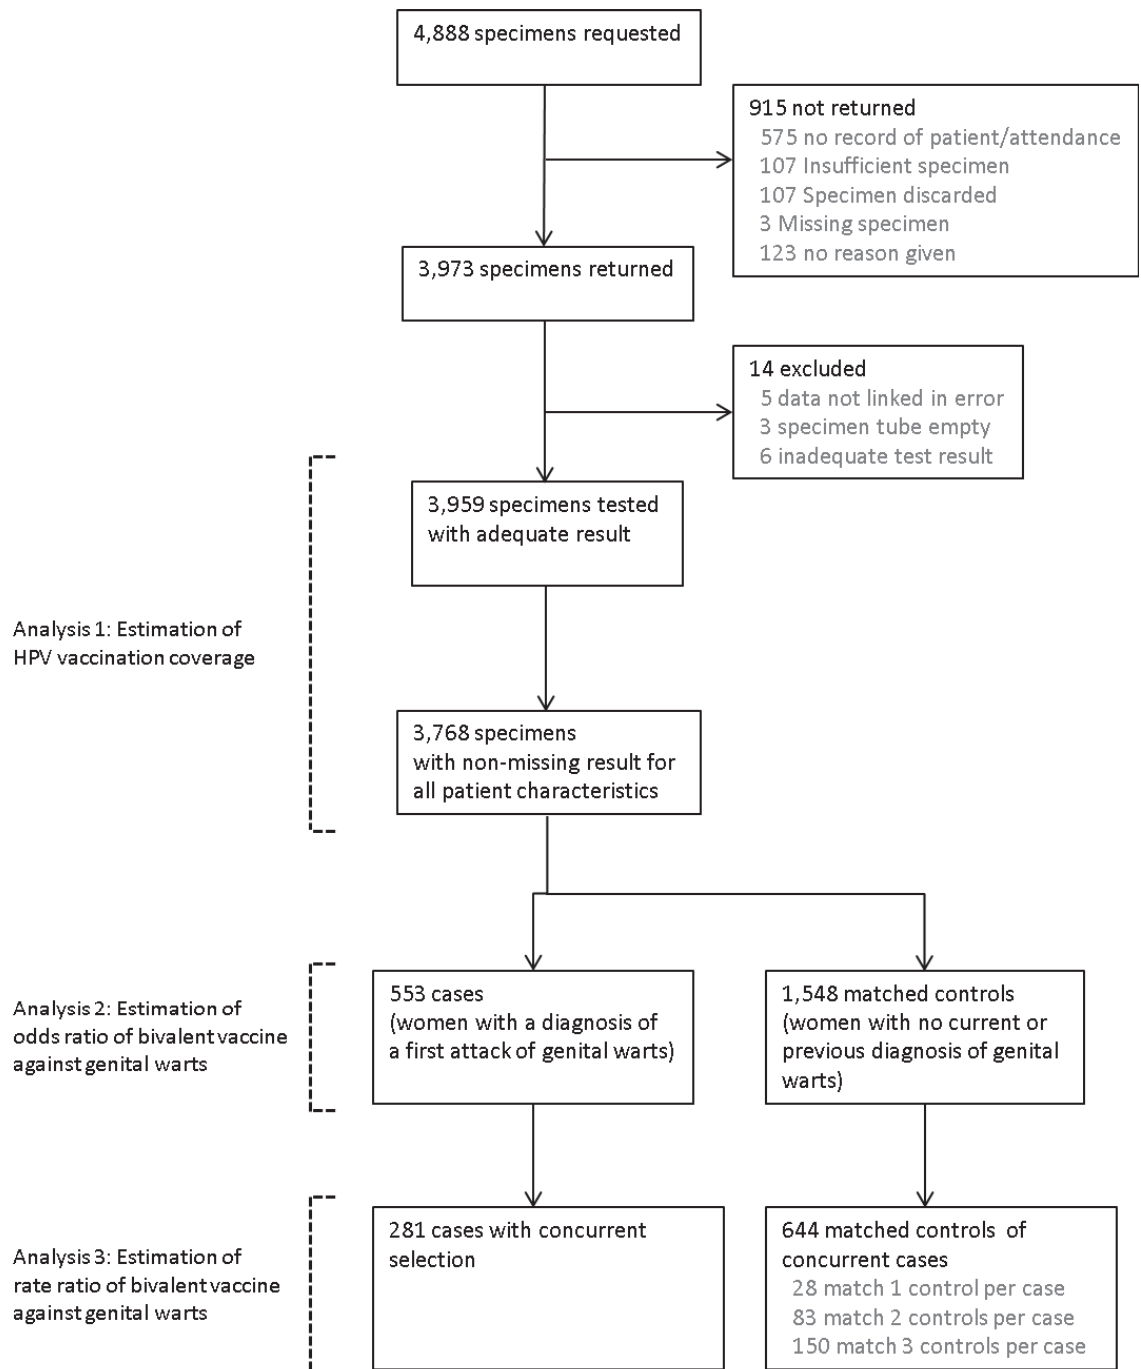 4,888 specimens requested
915 not returned
575 no record of patient/attendance
107 Insufficient specimen
107 Specimen discarded
3 Missing specimen
123 no reason given
3,973 specimens returned
14 excluded
5 data not linked in error
3 specimen tube empty
6 inadequate test result
3,959 specimens tested
with adequate result
Analysis 1: Estimation of
HPV vaccination coverage
3,768 specimens
with non-missing result for
all patient characteristics
Analysis 2: Estimation of
odds ratio of bivalent vaccine
against genital warts
553 cases
(women with a diagnosis of
a first attack of genital warts)
1,548 matched controls
(women with no current or
previous diagnosis of genital
warts)
Analysis 3: Estimation of
rate ratio of bivalent vaccine
against genital warts
281 cases with concurrent
selection
644 matched controls of
concurrent cases
28 match 1 control per case
83 match 2 controls per case
150 match 3 controls per case